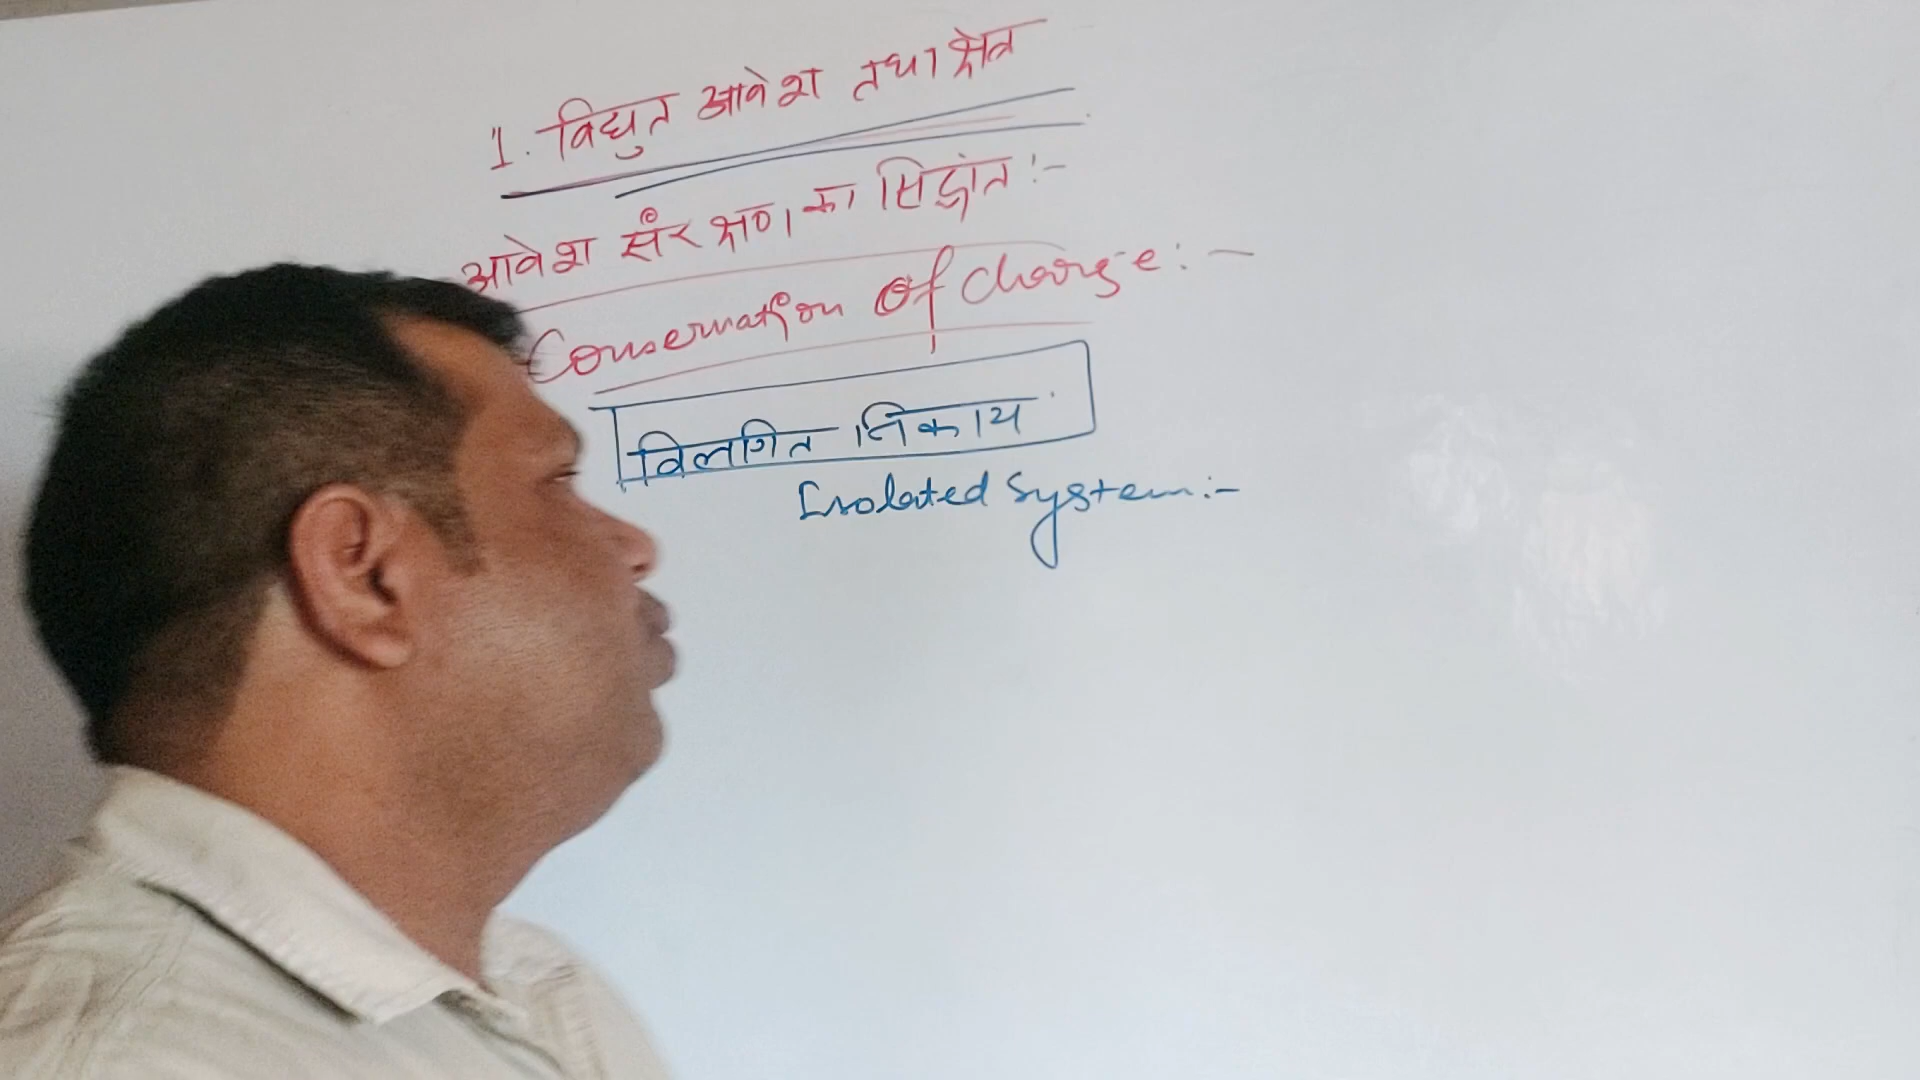 1. विद्युत आवेश तथा क्षेत्र
आवेश संरक्षण का सिद्धांत :-
Conservation of charge : -
विलगित निकाय
Isolated System :-